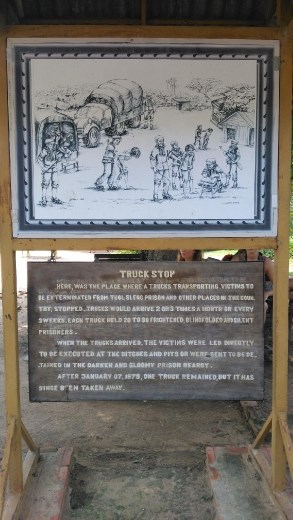 TRUCK STOP
HERE, WAS THE PLACE WHERE A TRUCKS TRANSPORTING VICTIMS TO
BE EXTERMINATED FROM TUOL SLENG PRISON AND OTHER PLACES IN THE COUN,
TRY, STOPPED. TRUCKS WOULD ARRIVE 2 OR 3 TIMES A MONTH OR EVERY
3 WEEKS. EACH TRUCK HELD 20 TO 30 FRIGHTENED, BLINDFOLDED AND SILENT
PRISONERS.
WHEN THE TRUCKS ARRIVED, THE VICTIMS WERE LED DIRECTLY
TO BE EXECUTED AT THE DITCHES AND PITS OR WERE SENT TO BE DE,
TAINED IN THE DARKEN AND GLOOMY PRISON NEARBY.
AFTER JANUARY 07, 1979, ONE TRUCK REMAINED, BUT IT HAS
SINCE BEEN TAKEN AWAY.